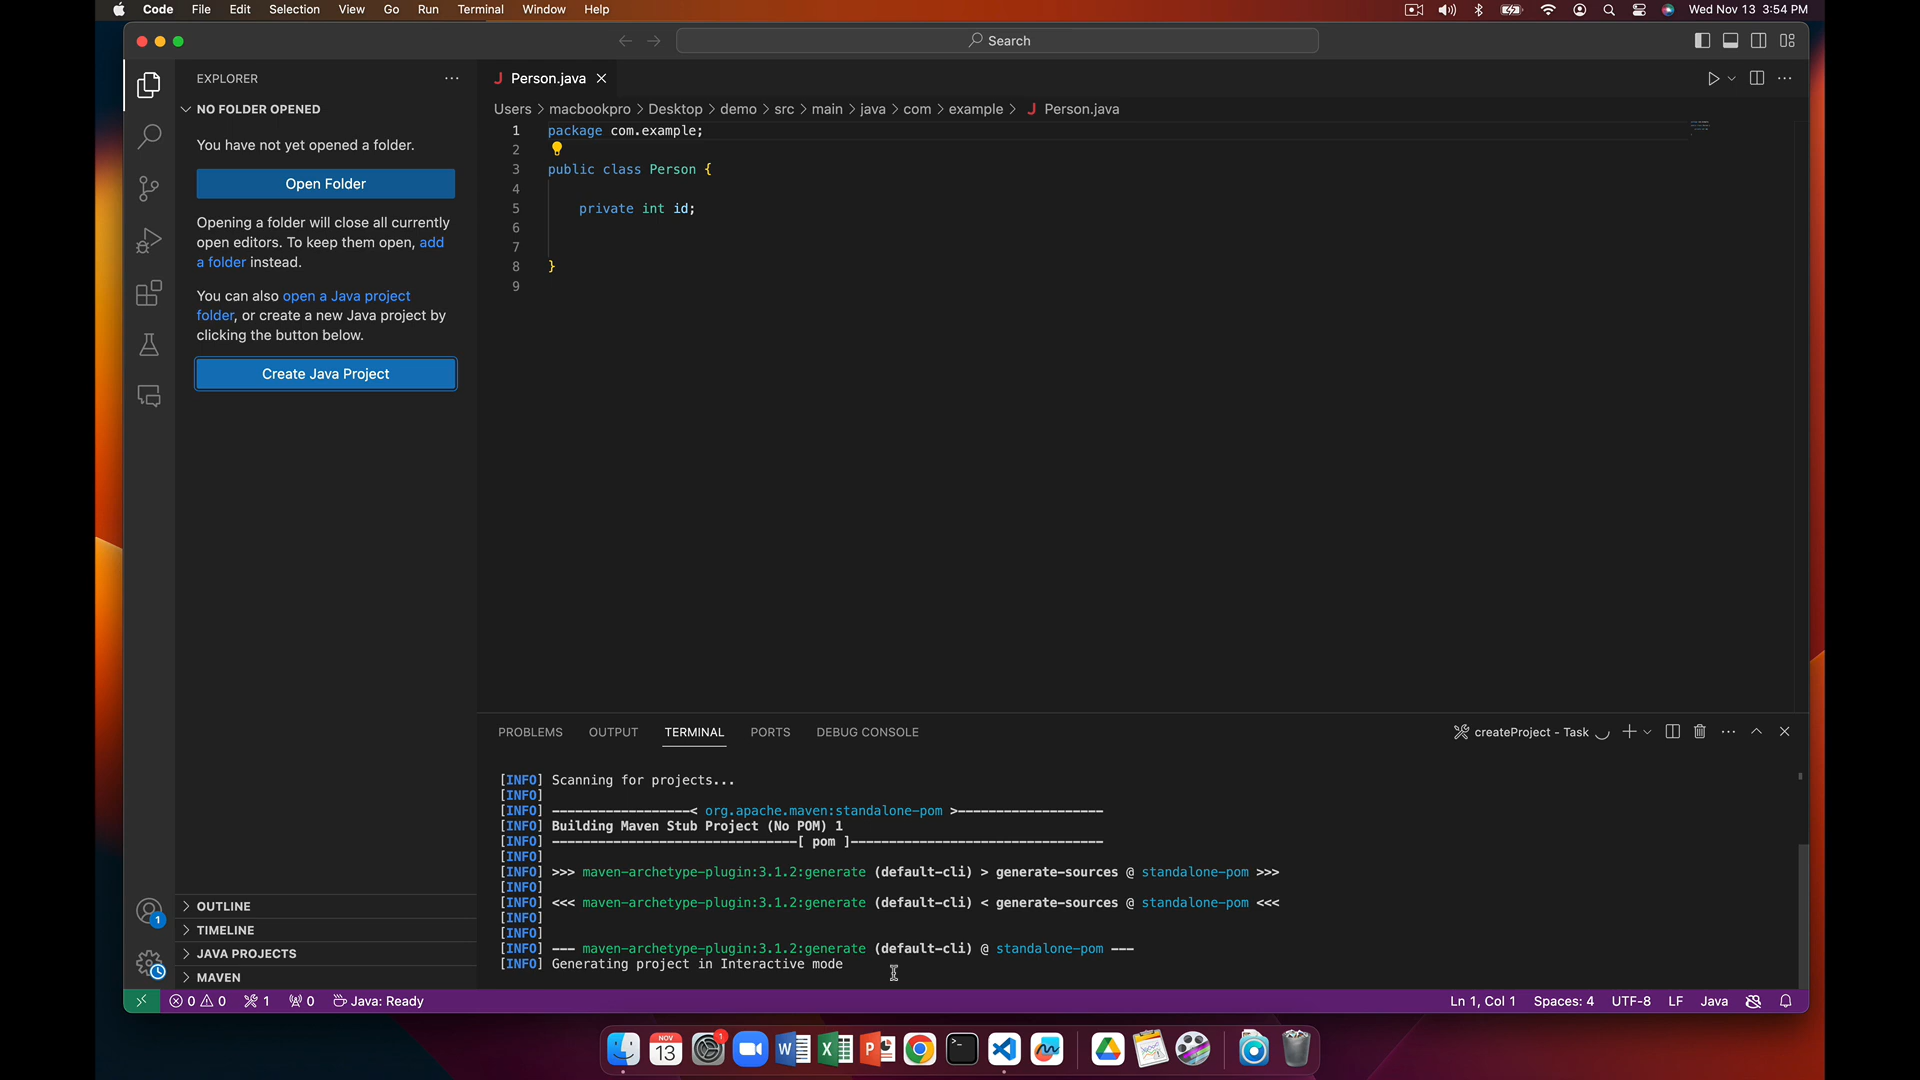 Code File Edit Selection View Go Run Terminal Window Help
Wed Nov 13 3:54 PM
Search
EXPLORER
NO FOLDER OPENED
You have not yet opened a folder.
Open Folder
Opening a folder will close all currently
open editors. To keep them open, add
a folder instead.
You can also open a Java project
folder, or create a new Java project by
clicking the button below.
Create Java Project
OUTLINE
TIMELINE
JAVA PROJECTS
MAVEN
1
J Person.java
Users > macbookpro > Desktop > demo > src > main > java > com > example > J Person.java
1 package com.example;
2
3 public class Person {
4
5 private int id;
6
7
8 }
9
PROBLEMS OUTPUT TERMINAL PORTS DEBUG CONSOLE
createProject - Task
[INFO] Scanning for projects...
[INFO]
[INFO] ------------------< org.apache.maven:standalone-pom >-------------------
[INFO] Building Maven Stub Project (No POM) 1
[INFO] --------------------------------[ pom ]---------------------------------
[INFO]
[INFO] >>> maven-archetype-plugin:3.1.2:generate (default-cli) > generate-sources @ standalone-pom >>>
[INFO]
[INFO] <<< maven-archetype-plugin:3.1.2:generate (default-cli) < generate-sources @ standalone-pom <<<
[INFO]
[INFO]
[INFO] --- maven-archetype-plugin:3.1.2:generate (default-cli) @ standalone-pom ---
[INFO] Generating project in Interactive mode
0 0 1 0 Java: Ready
Ln 1, Col 1 Spaces: 4 UTF-8 LF Java
NOV
13
1
W X P